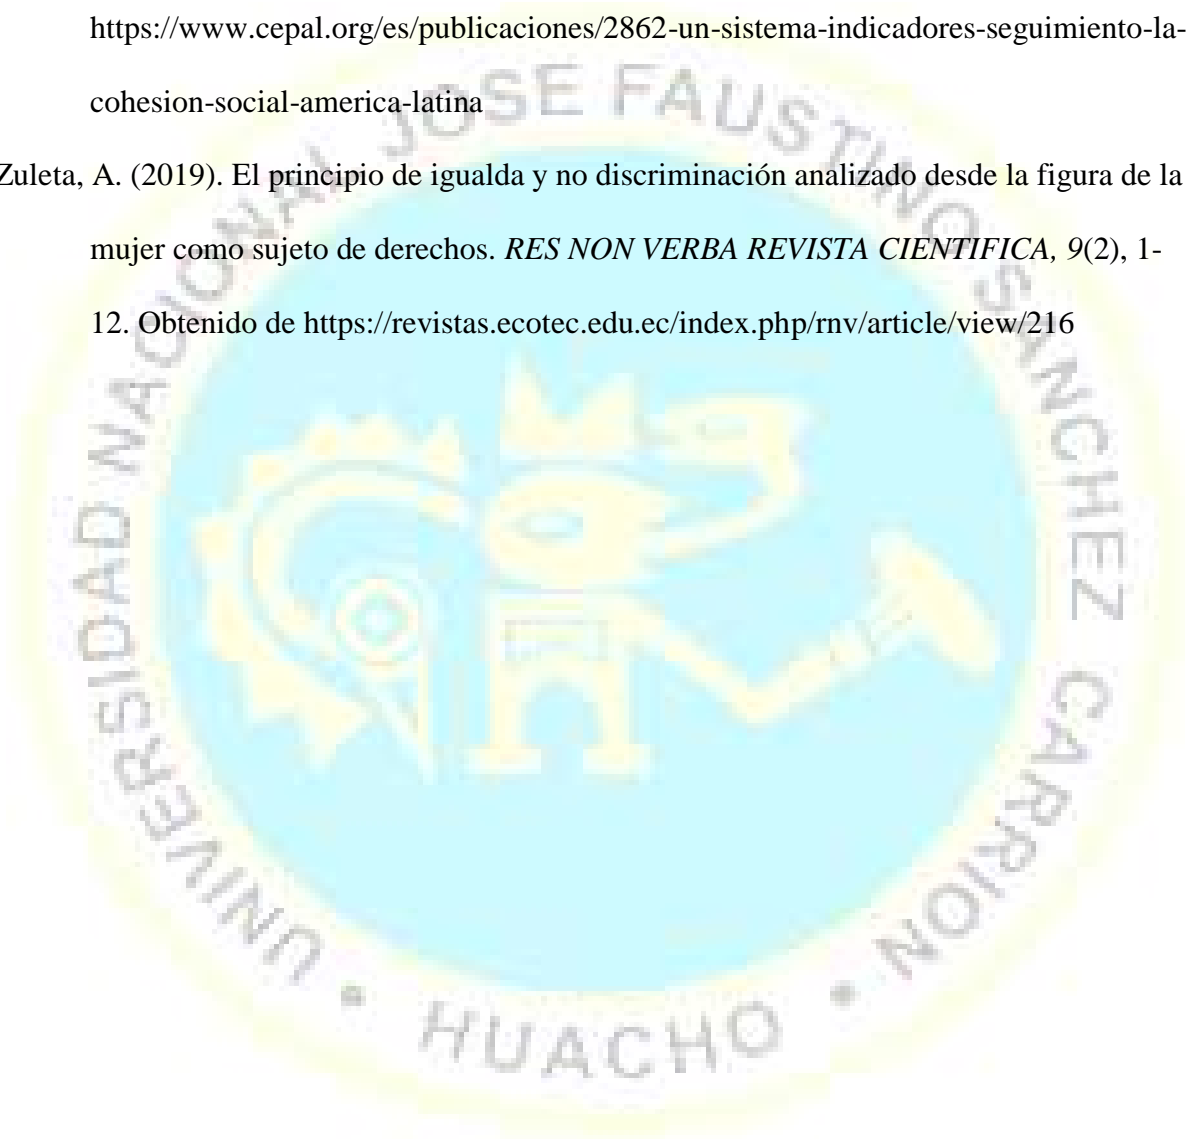 https://www.cepal.org/es/publicaciones/2862-un-sistema-indicadores-seguimiento-la-
cohesion-social-america-latina
Zuleta, A. (2019). El principio de igualda y no discriminación analizado desde la figura de la
mujer como sujeto de derechos. RES NON VERBA REVISTA CIENTIFICA, 9(2), 1-
12. Obtenido de https://revistas.ecotec.edu.ec/index.php/rnv/article/view/216
UNIVERSIDAD NACIONAL JOSE FAUSTINO SANCHEZ CARRION
• HUACHO •